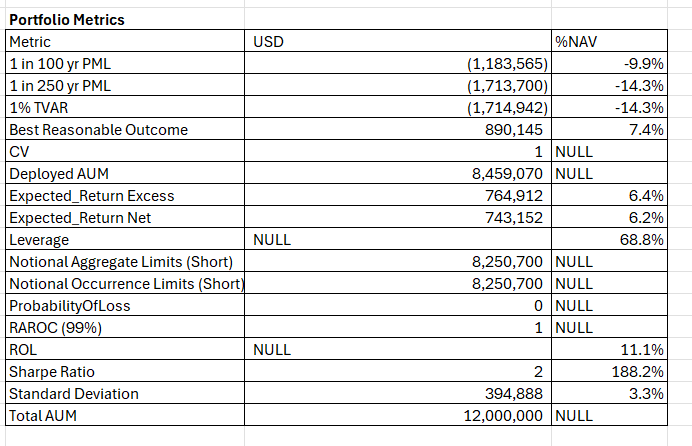 Portfolio Metrics
Metric USD %NAV
1 in 100 yr PML (1,183,565) -9.9%
1 in 250 yr PML (1,713,700) -14.3%
1% TVAR (1,714,942) -14.3%
Best Reasonable Outcome 890,145 7.4%
CV 1 NULL
Deployed AUM 8,459,070 NULL
Expected_Return Excess 764,912 6.4%
Expected_Return Net 743,152 6.2%
Leverage NULL 68.8%
Notional Aggregate Limits (Short) 8,250,700 NULL
Notional Occurrence Limits (Short) 8,250,700 NULL
ProbabilityOfLoss 0 NULL
RAROC (99%) 1 NULL
ROL NULL 11.1%
Sharpe Ratio 2 188.2%
Standard Deviation 394,888 3.3%
Total AUM 12,000,000 NULL